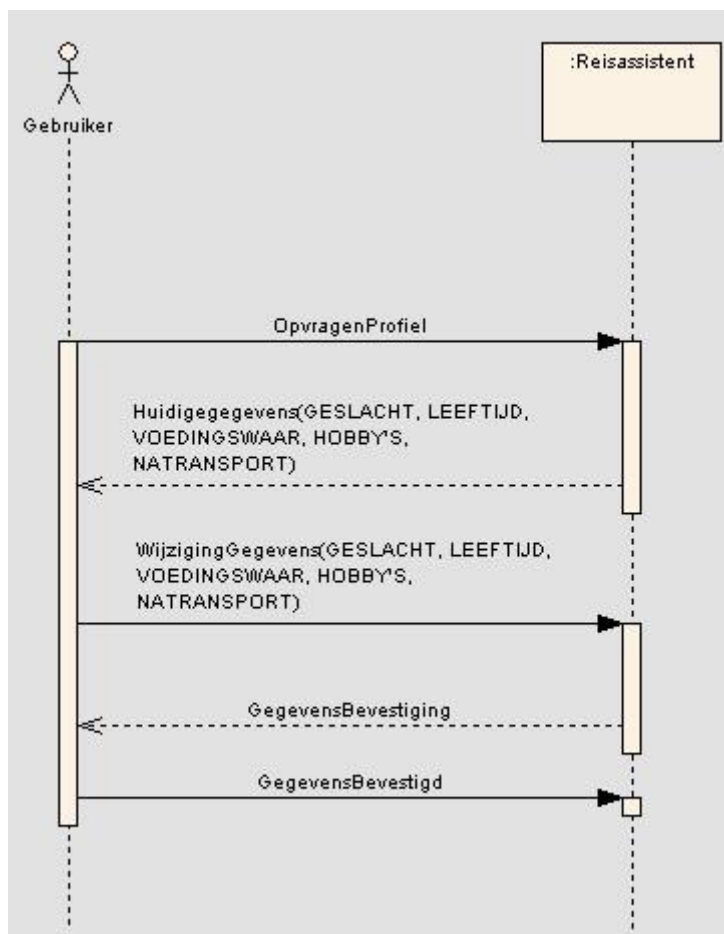 Gebruiker
:Reisassistent
OpvragenProfiel
Huidigegegevens(GESLACHT, LEEFTIJD,
VOEDINGSWAAR, HOBBY'S,
NATRANSPORT)
WijzigingGegevens(GESLACHT, LEEFTIJD,
VOEDINGSWAAR, HOBBY'S,
NATRANSPORT)
GegevensBevestiging
GegevensBevestigd